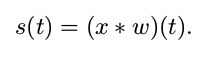 s(t) = (x ∗ w)(t).